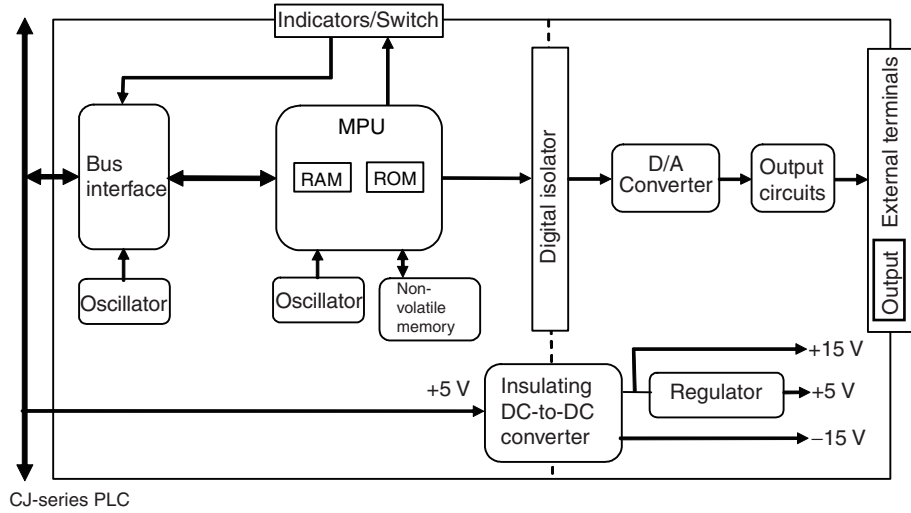 Indicators/Switch
MPU
RAM
ROM
Bus
interface
Oscillator
Oscillator
Non-
volatile
memory
Digital isolator
D/A
Converter
Output
circuits
External terminals
Output
+5 V
Insulating
DC-to-DC
converter
Regulator
+15 V
+5 V
−15 V
CJ-series PLC